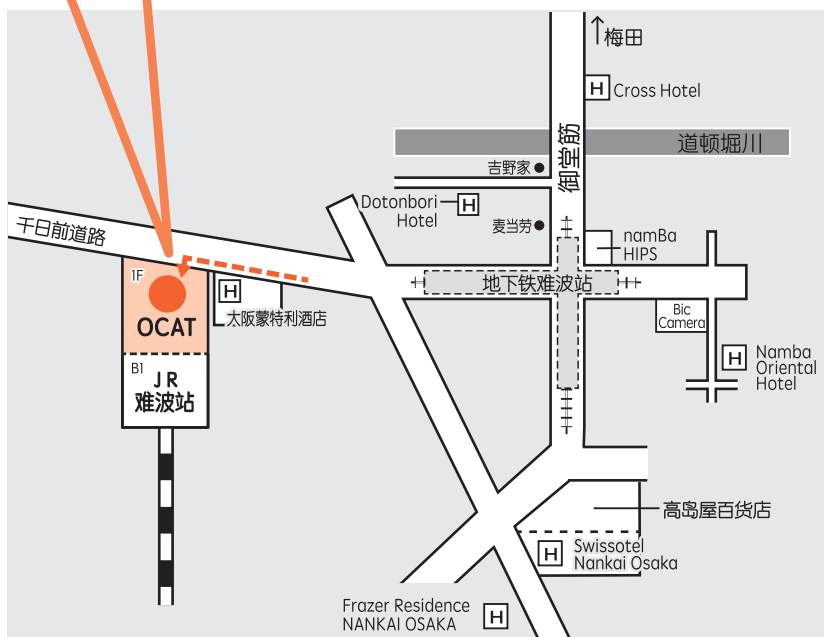 ↑梅田
Cross Hotel
道顿堀川
御堂筋
吉野家
Dotonbori
Hotel
麦当劳
千日前道路
namBa
HIPS
地下铁难波站
1F
OCAT
太阪蒙特利酒店
Bic
Camera
Namba
Oriental
Hotel
B1
JR
难波站
高岛屋百货店
Swissotel
Nankai Osaka
Frazer Residence
NANKAI OSAKA
H
H
H
H
H
H